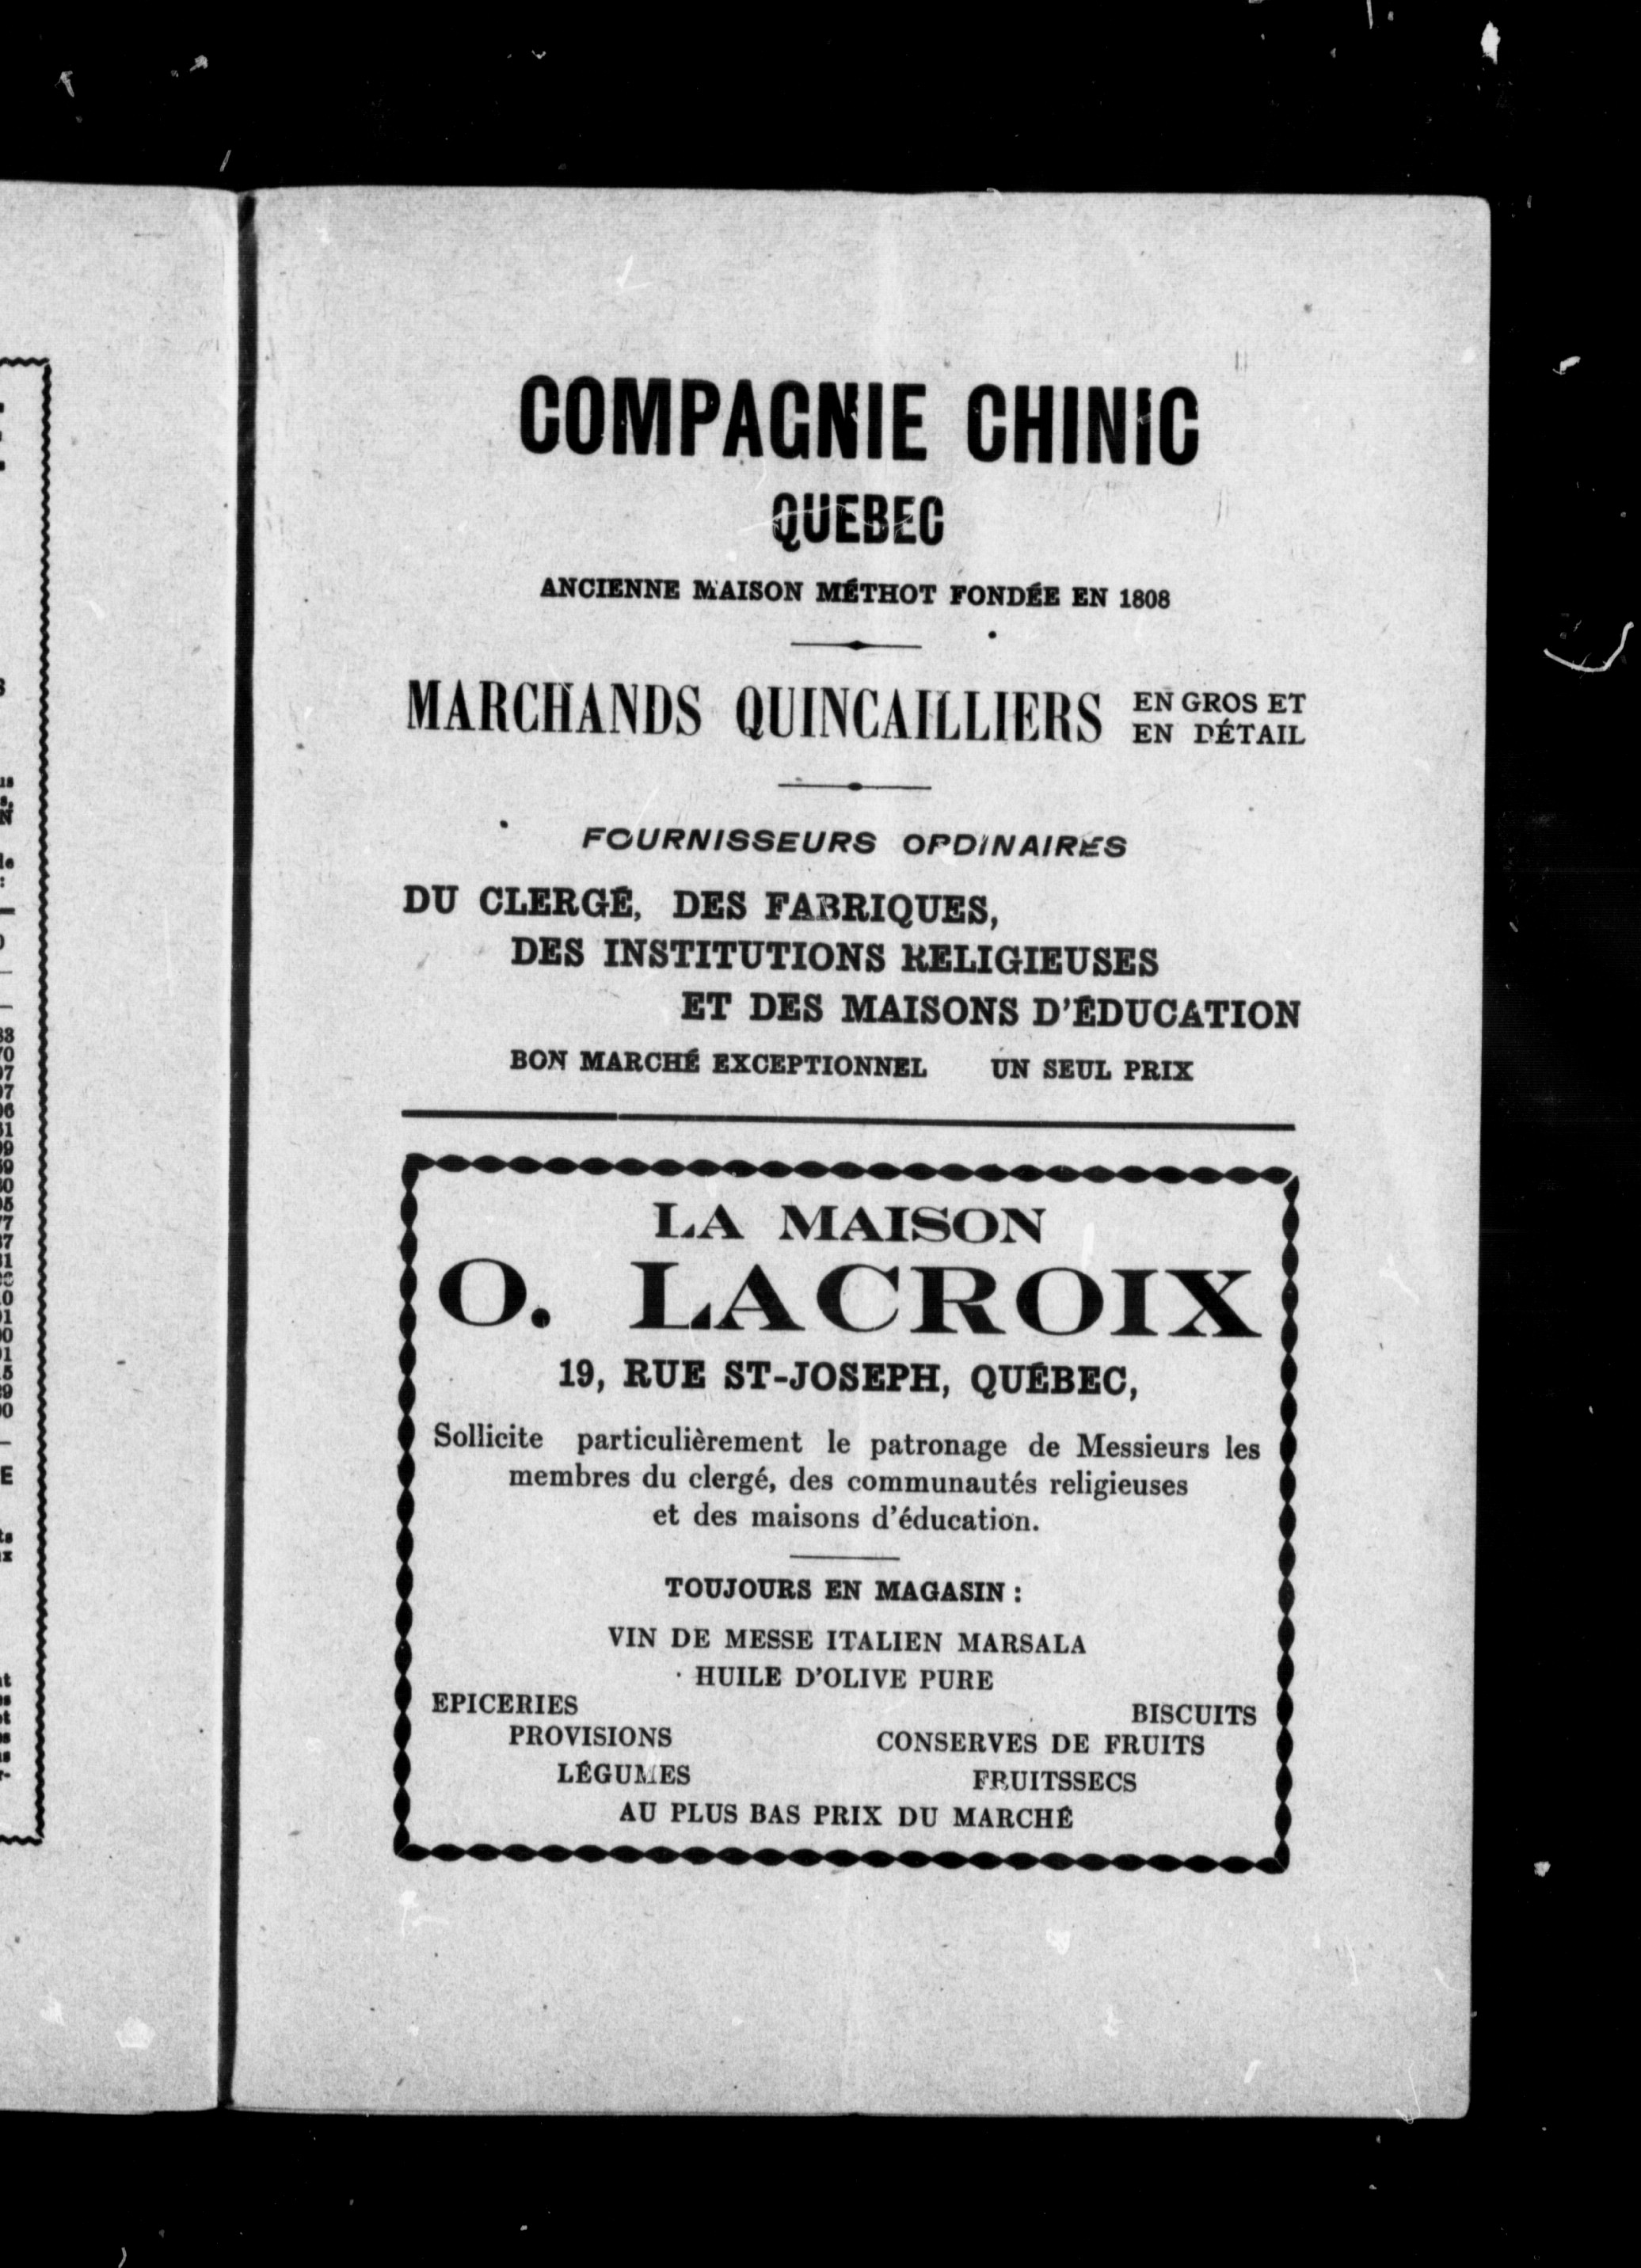 COMPAGNIE CHINIC
QUEBEC
ANCIENNE MAISON MÉTHOT FONDÉE EN 1808
MARCHANDS QUINCAILLIERS EN GROS ET
EN DÉTAIL
FOURNISSEURS ORDINAIRES
DU CLERGÉ, DES FABRIQUES,
DES INSTITUTIONS RELIGIEUSES
ET DES MAISONS D'ÉDUCATION
BON MARCHÉ EXCEPTIONNEL UN SEUL PRIX
LA MAISON
O. LACROIX
19, RUE ST-JOSEPH, QUÉBEC,
Sollicite particulièrement le patronage de Messieurs les
membres du clergé, des communautés religieuses
et des maisons d'éducation.
TOUJOURS EN MAGASIN :
VIN DE MESSE ITALIEN MARSALA
HUILE D'OLIVE PURE
EPICERIES BISCUITS
PROVISIONS CONSERVES DE FRUITS
LÉGUMES FRUITSSECS
AU PLUS BAS PRIX DU MARCHÉ